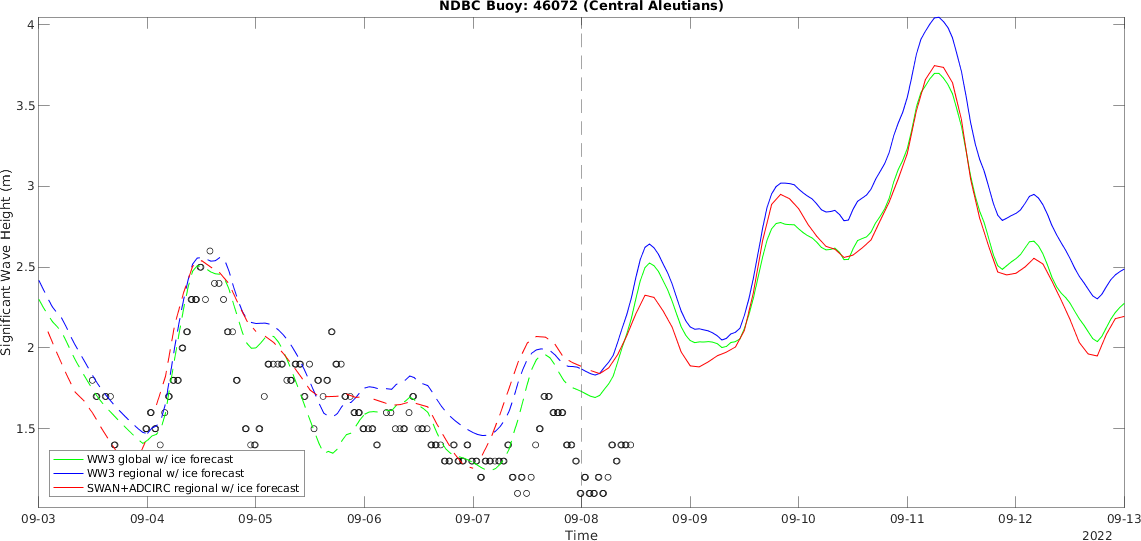 NDBC Buoy: 46072 (Central Aleutians)
4
3.5
3
2.5
2
1.5
Significant Wave Height (m)
WW3 global w/ ice forecast
WW3 regional w/ ice forecast
SWAN+ADCIRC regional w/ ice forecast
09-03 09-04 09-05 09-06 09-07 09-08 09-09 09-10 09-11 09-12 09-13
Time
2022